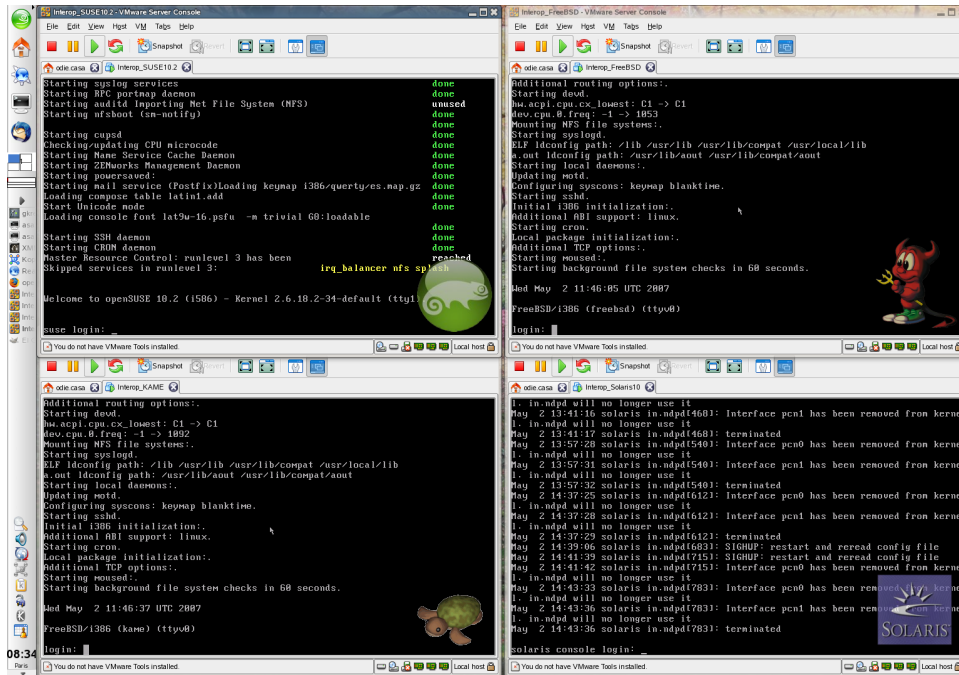 Interop_SUSE10.2 - VMware Server Console
File Edit View Host VM Tabs Help
Snapshot Revert
odie.casa Interop_SUSE10.2
Starting syslog services done
Starting RPC portmap daemon done
Starting auditd Importing Net File System (NFS) unused
Starting nfsboot (sm-notify) done
done
Starting cupsd done
Checking/updating CPU microcode done
Starting Name Service Cache Daemon done
Starting ZENworks Management Daemon done
Starting powersaved: done
Starting mail service (Postfix)Loading keymap i386/qwerty/es.map.gz done
Loading compose table latin1.add done
Start Unicode mode done
Loading console font lat9w-16.psfu -m trivial G0:loadable
done
Starting SSH daemon done
Starting CRON daemon done
Master Resource Control: runlevel 3 has been reached
Skipped services in runlevel 3: irq_balancer nfs splash
Welcome to openSUSE 10.2 (i586) - Kernel 2.6.18.2-34-default (tty1)
suse login: _
You do not have VMware Tools installed. Local host
Interop_FreeBSD - VMware Server Console
File Edit View Host VM Tabs Help
Snapshot Revert
odie.casa Interop_FreeBSD
Additional routing options:.
Starting devd.
hw.acpi.cpu.cx_lowest: C1 -> C1
dev.cpu.0.freq: -1 -> 1053
Mounting NFS file systems:.
Starting syslogd.
ELF ldconfig path: /lib /usr/lib /usr/lib/compat /usr/local/lib
a.out ldconfig path: /usr/lib/aout /usr/lib/compat/aout
Starting local daemons:.
Updating motd.
Configuring syscons: keymap blanktime.
Starting sshd.
Initial i386 initialization:.
Additional ABI support: linux.
Starting cron.
Local package initialization:.
Additional TCP options:.
Starting moused:.
Starting background file system checks in 60 seconds.
Wed May 2 11:46:05 UTC 2007
FreeBSD/i386 (freebsd) (ttyv0)
login:
You do not have VMware Tools installed. Local host
Snapshot Revert
odie.casa Interop_KAME
Additional routing options:.
Starting devd.
hw.acpi.cpu.cx_lowest: C1 -> C1
dev.cpu.0.freq: -1 -> 1092
Mounting NFS file systems:.
Starting syslogd.
ELF ldconfig path: /lib /usr/lib /usr/lib/compat /usr/local/lib
a.out ldconfig path: /usr/lib/aout /usr/lib/compat/aout
Starting local daemons:.
Updating motd.
Configuring syscons: keymap blanktime.
Starting sshd.
Initial i386 initialization:.
Additional ABI support: linux.
Starting cron.
Local package initialization:.
Additional TCP options:.
Starting moused:.
Starting background file system checks in 60 seconds.
Wed May 2 11:46:37 UTC 2007
FreeBSD/i386 (kame) (ttyv0)
login:
You do not have VMware Tools installed. Local host
Snapshot Revert
odie.casa Interop_Solaris10
l. in.ndpd will no longer use it
May 2 13:41:16 solaris in.ndpd[468]: Interface pcn1 has been removed from kerne
l. in.ndpd will no longer use it
May 2 13:41:17 solaris in.ndpd[468]: terminated
May 2 13:57:28 solaris in.ndpd[540]: Interface pcn0 has been removed from kerne
l. in.ndpd will no longer use it
May 2 13:57:31 solaris in.ndpd[540]: Interface pcn1 has been removed from kerne
l. in.ndpd will no longer use it
May 2 13:57:32 solaris in.ndpd[540]: terminated
May 2 14:37:25 solaris in.ndpd[612]: Interface pcn0 has been removed from kerne
l. in.ndpd will no longer use it
May 2 14:37:28 solaris in.ndpd[612]: Interface pcn1 has been removed from kerne
l. in.ndpd will no longer use it
May 2 14:37:29 solaris in.ndpd[612]: terminated
May 2 14:39:06 solaris in.ndpd[683]: SIGHUP: restart and reread config file
May 2 14:41:39 solaris in.ndpd[715]: SIGHUP: restart and reread config file
May 2 14:41:42 solaris in.ndpd[715]: Interface pcn0 has been removed from kerne
l. in.ndpd will no longer use it
May 2 14:43:33 solaris in.ndpd[783]: Interface pcn0 has been removed from kerne
l. in.ndpd will no longer use it
May 2 14:43:36 solaris in.ndpd[783]: Interface pcn1 has been removed from kerne
l. in.ndpd will no longer use it
May 2 14:43:36 solaris in.ndpd[783]: terminated
SOLARIS
solaris console login: _
You do not have VMware Tools installed. Local host
08:34
Paris